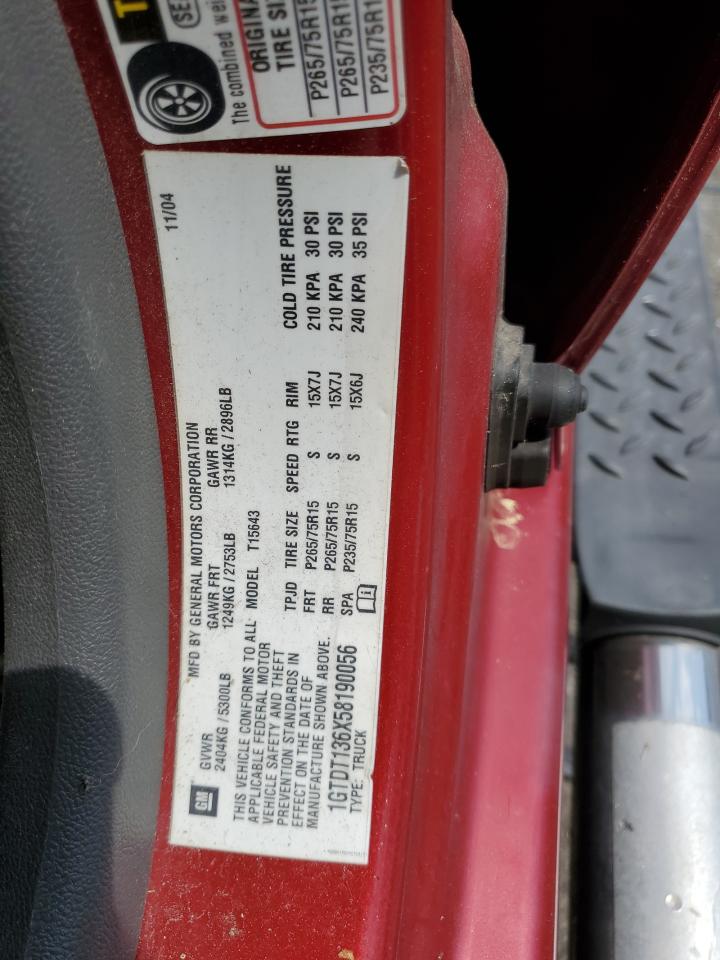 The combined wei
ORIGINA
TIRE SI
P265/75R15
P265/75R15
P235/75R1
11/04
MFD BY GENERAL MOTORS CORPORATION
GM
GVWR GAWR FRT GAWR RR
2404KG / 5300LB 1249KG / 2753LB 1314KG / 2896LB
THIS VEHICLE CONFORMS TO ALL
APPLICABLE FEDERAL MOTOR
VEHICLE SAFETY AND THEFT
PREVENTION STANDARDS IN
EFFECT ON THE DATE OF
MANUFACTURE SHOWN ABOVE.
MODEL T15643
TPJD TIRE SIZE SPEED RTG RIM COLD TIRE PRESSURE
FRT P265/75R15 S 15X7J 210 KPA 30 PSI
RR P265/75R15 S 15X7J 210 KPA 30 PSI
SPA P235/75R15 S 15X6J 240 KPA 35 PSI
1GTDT136X58190056
TYPE: TRUCK